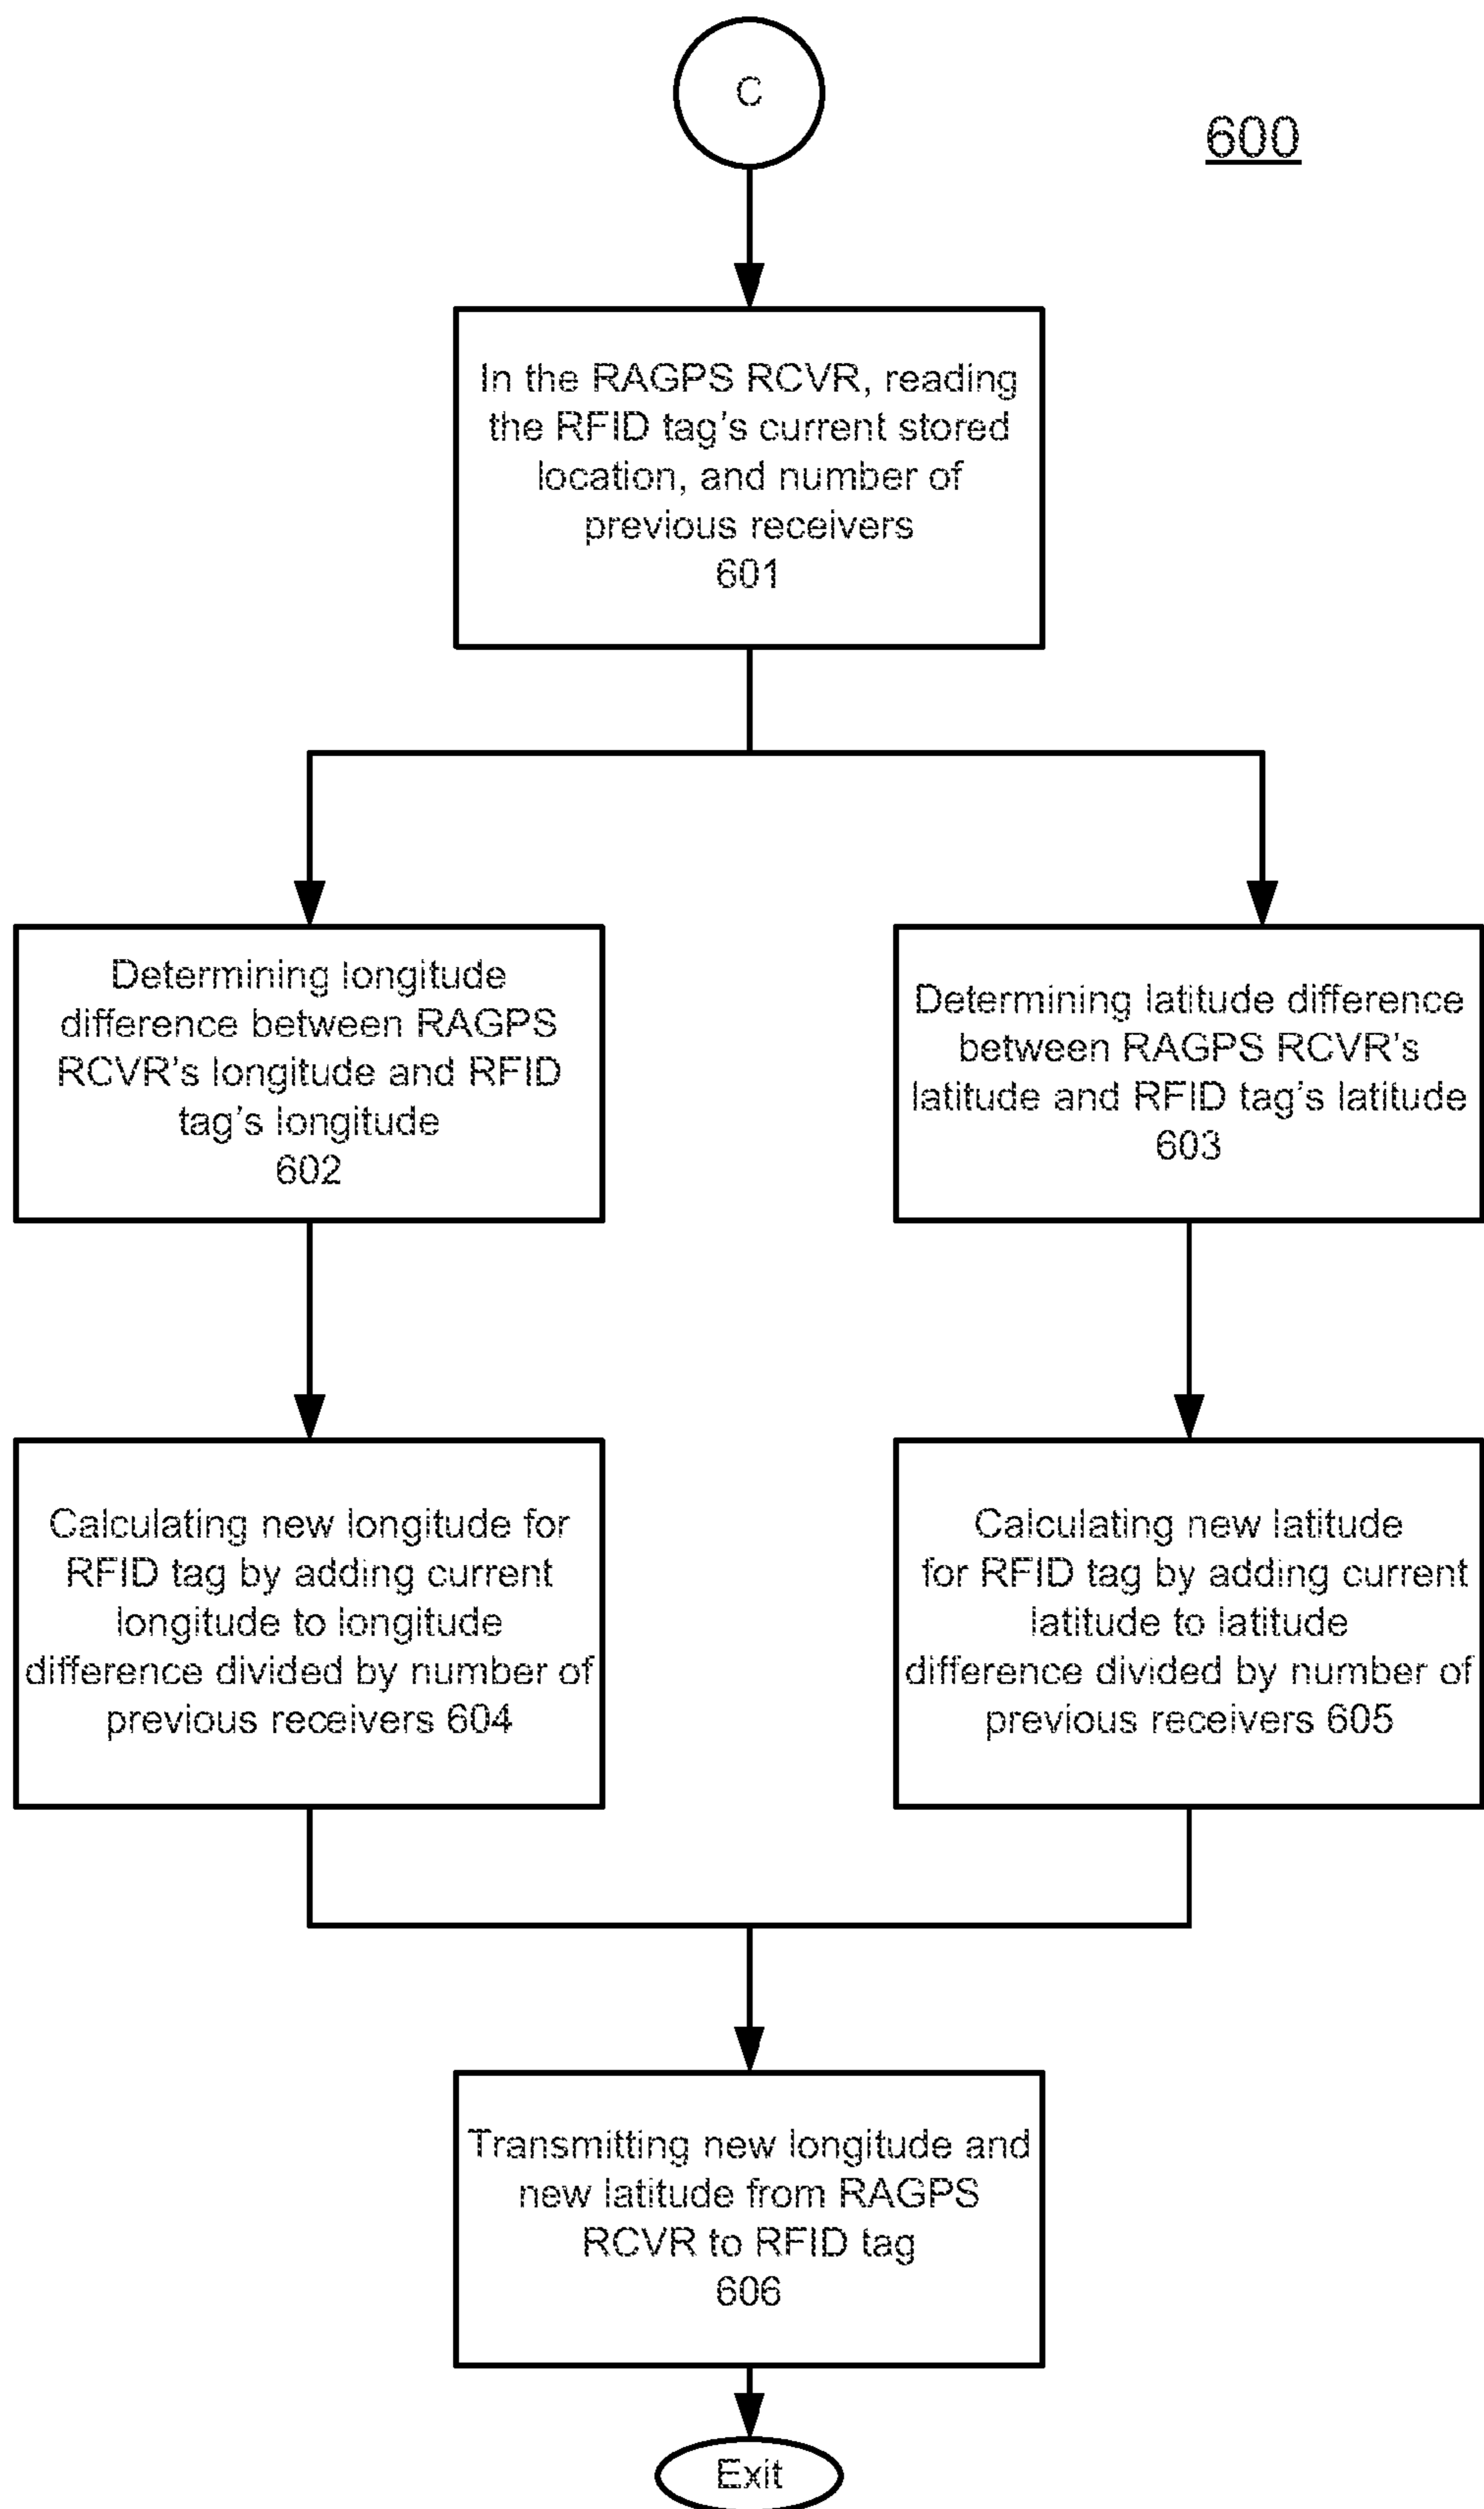 C
600
In the RAGPS RCVR, reading
the RFID tag's current stored
location, and number of
previous receivers
601
Determining longitude
difference between RAGPS
RCVR's longitude and RFID
tag's longitude
602
Determining latitude difference
between RAGPS RCVR's
latitude and RFID tag's latitude
603
Calculating new longitude for
RFID tag by adding current
longitude to longitude
difference divided by number of
previous receivers 604
Calculating new latitude
for RFID tag by adding current
latitude to latitude
difference divided by number of
previous receivers 605
Transmitting new longitude and
new latitude from RAGPS
RCVR to RFID tag
606
Exit